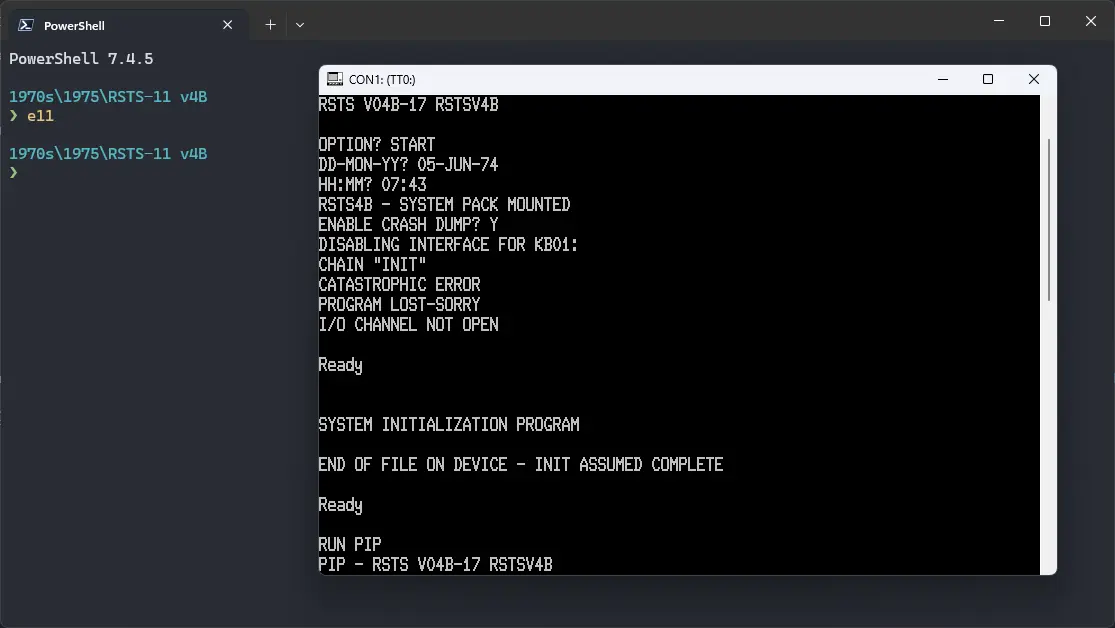 PowerShell
PowerShell 7.4.5
1970s\1975\RSTS-11 v4B
❯ ell
1970s\1975\RSTS-11 v4B
❯
CON1: (TT0:)
RSTS V04B-17 RSTSV4B
OPTION? START
DD-MON-YY? 05-JUN-74
HH:MM? 07:43
RSTS4B - SYSTEM PACK MOUNTED
ENABLE CRASH DUMP? Y
DISABLING INTERFACE FOR KB01:
CHAIN "INIT"
CATASTROPHIC ERROR
PROGRAM LOST-SORRY
I/O CHANNEL NOT OPEN
Ready
SYSTEM INITIALIZATION PROGRAM
END OF FILE ON DEVICE - INIT ASSUMED COMPLETE
Ready
RUN PIP
PIP - RSTS V04B-17 RSTSV4B